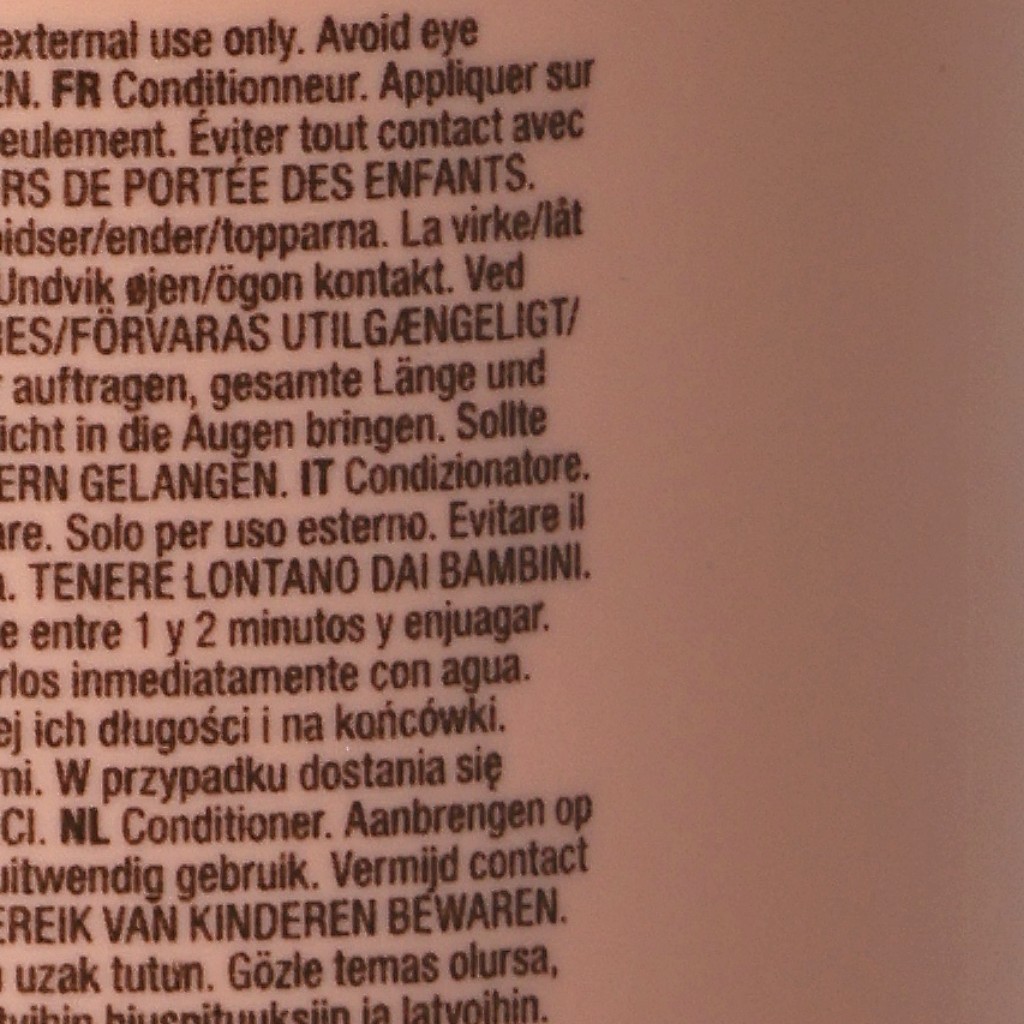 external use only. Avoid eye
EN. FR Conditionneur. Appliquer sur
eulement. Éviter tout contact avec
RS DE PORTÉE DES ENFANTS.
idser/ender/topparna. La virke/låt
Undvik øjen/ögon kontakt. Ved
ES/FÖRVARAS UTILGÆNGELIGT/
auftragen, gesamte Länge und
icht in die Augen bringen. Sollte
ERN GELANGEN. IT Condizionatore.
are. Solo per uso esterno. Evitare il
. TENERE LONTANO DAI BAMBINI.
e entre 1 y 2 minutos y enjuagar.
rlos inmediatamente con agua.
ej ich długości i na końcówki.
mi. W przypadku dostania się
CI. NL Conditioner. Aanbrengen op
uitwendig gebruik. Vermijd contact
EREIK VAN KINDEREN BEWAREN.
uzak tutun. Gözle temas olursa,
ja latvoihin.